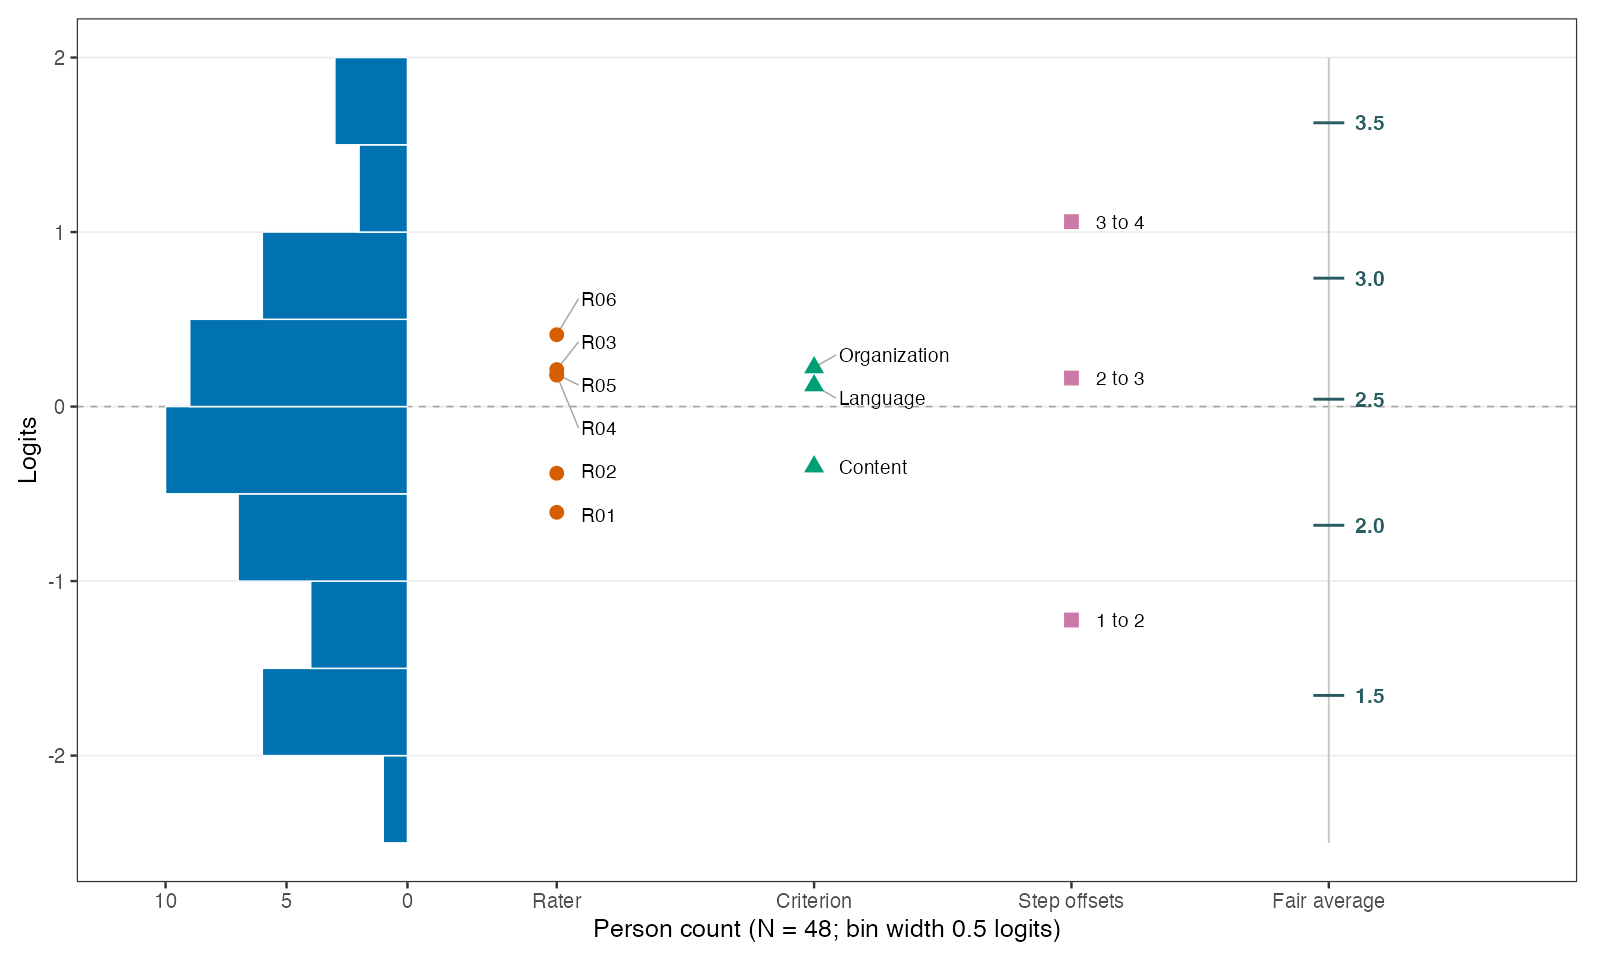 2
1
0
-1
-2
Logits
R06
R03
R05
R04
R02
R01
Organization
Language
Content
3 to 4
2 to 3
1 to 2
3.5
3.0
2.5
2.0
1.5
10 5 0 Rater Criterion Step offsets Fair average
Person count (N = 48; bin width 0.5 logits)